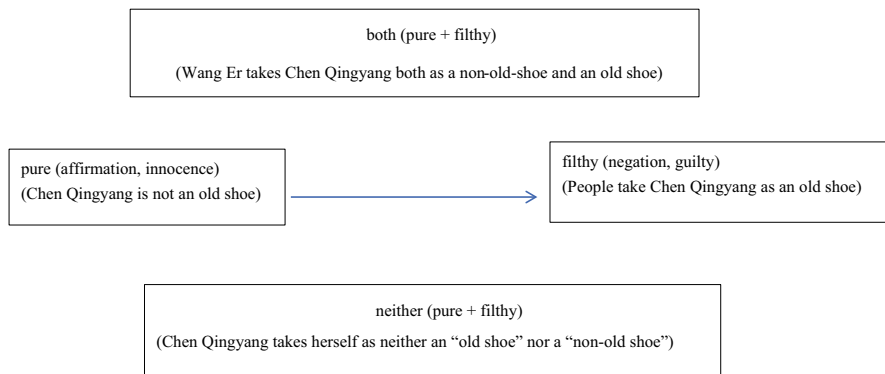 both (pure + filthy)
(Wang Er takes Chen Qingyang both as a non-old-shoe and an old shoe)
pure (affirmation, innocence)
(Chen Qingyang is not an old shoe)
filthy (negation, guilty)
(People take Chen Qingyang as an old shoe)
neither (pure + filthy)
(Chen Qingyang takes herself as neither an “old shoe” nor a “non-old shoe”)